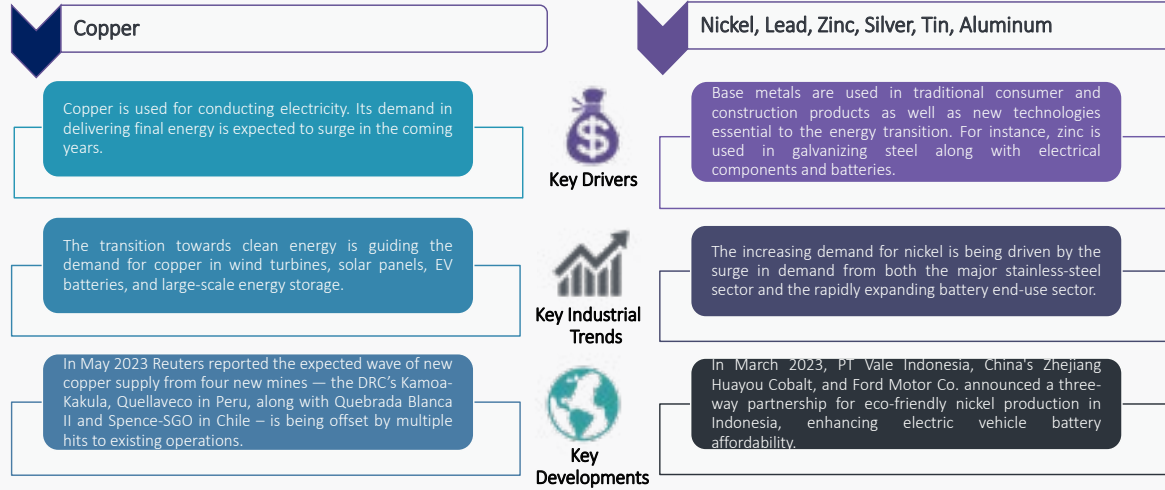 Copper
Nickel, Lead, Zinc, Silver, Tin, Aluminum
Copper is used for conducting electricity. Its demand in
delivering final energy is expected to surge in the coming
years.
Key Drivers
Base metals are used in traditional consumer and
construction products as well as new technologies
essential to the energy transition. For instance, zinc is
used in galvanizing steel along with electrical
components and batteries.
The transition towards clean energy is guiding the
demand for copper in wind turbines, solar panels, EV
batteries, and large-scale energy storage.
Key Industrial
Trends
The increasing demand for nickel is being driven by the
surge in demand from both the major stainless-steel
sector and the rapidly expanding battery end-use sector.
In May 2023 Reuters reported the expected wave of new
copper supply from four new mines — the DRC's Kamoa-
Kakula, Quellaveco in Peru, along with Quebrada Blanca
II and Spence-SGO in Chile – is being offset by multiple
hits to existing operations.
Key
Developments
In March 2023, PT Vale Indonesia, China's Zhejiang
Huayou Cobalt, and Ford Motor Co. announced a three-
way partnership for eco-friendly nickel production in
Indonesia, enhancing electric vehicle battery
affordability.